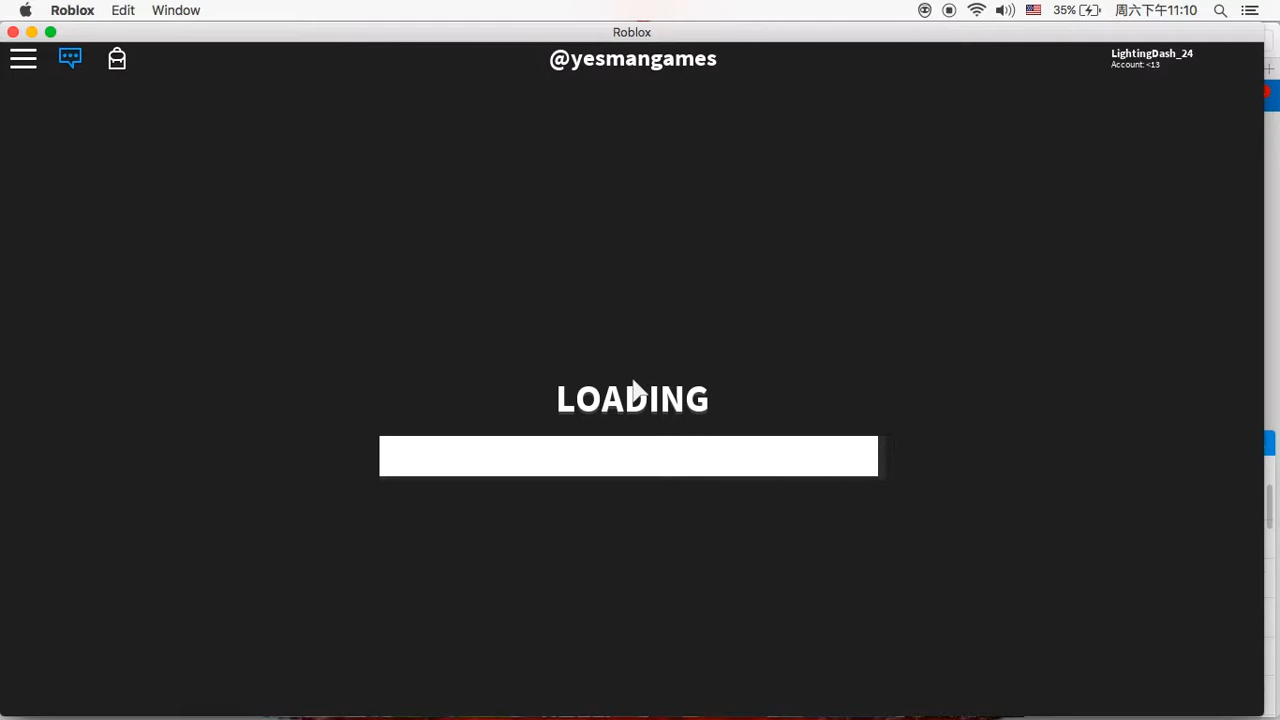 Roblox Edit Window 35% 周六下午11:10
Roblox
@yesmangames
LightingDash_24
Account: <13
LOADING